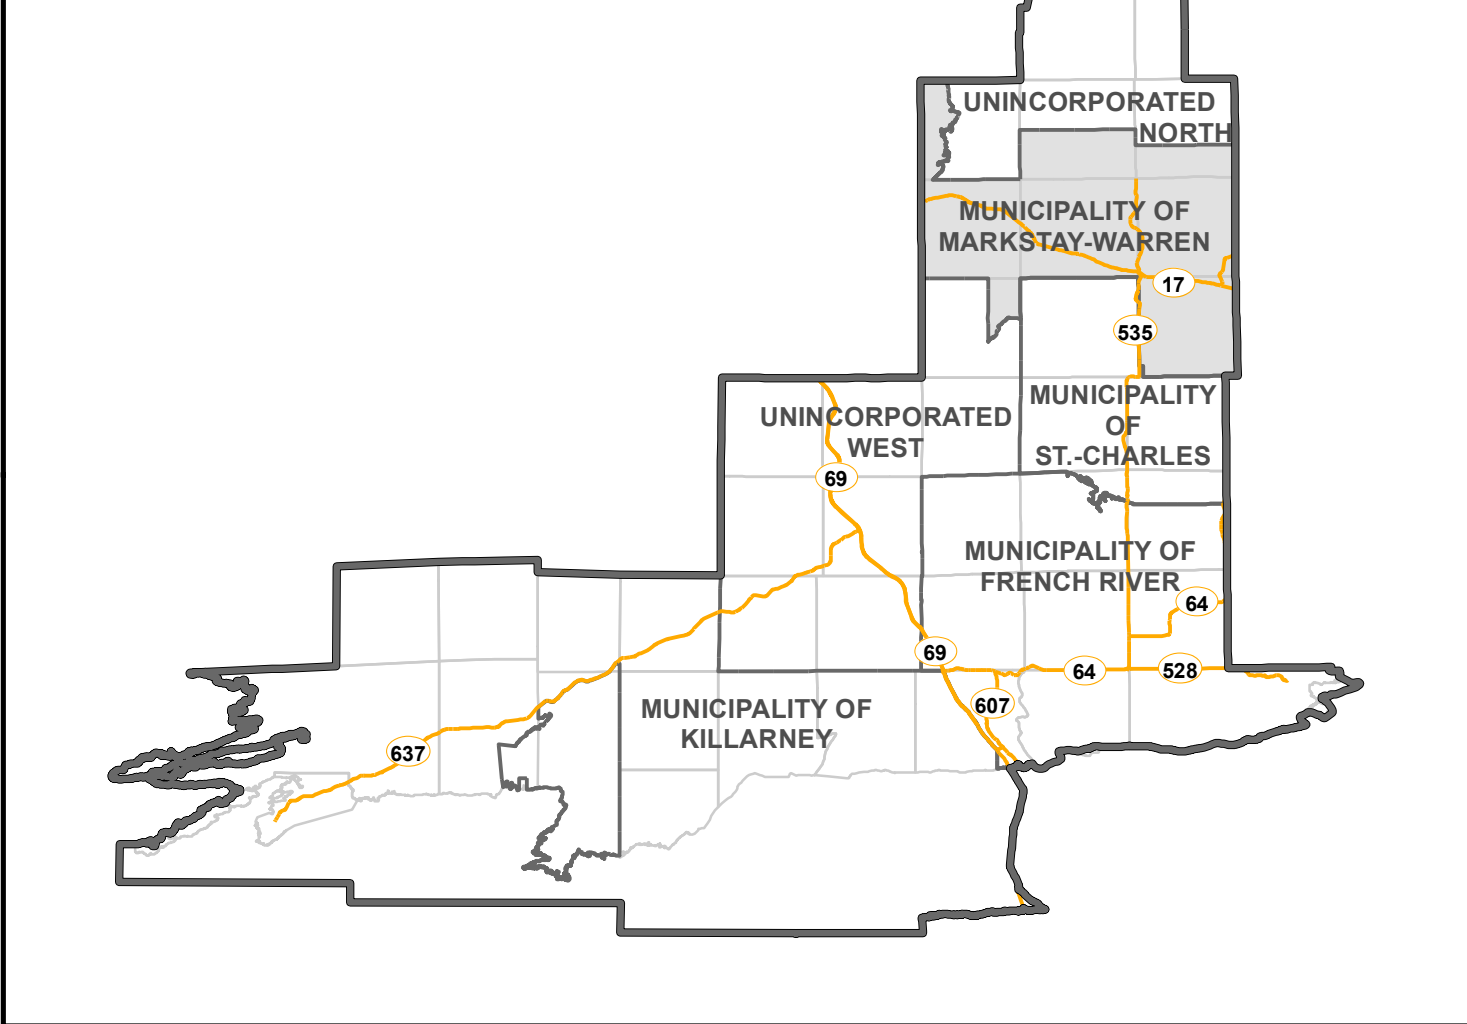 UNINCORPORATED
NORTH
MUNICIPALITY OF
MARKSTAY-WARREN
17
535
MUNICIPALITY
OF
ST.-CHARLES
UNINCORPORATED
WEST
69
MUNICIPALITY OF
FRENCH RIVER
64
69
64
528
607
MUNICIPALITY OF
KILLARNEY
637